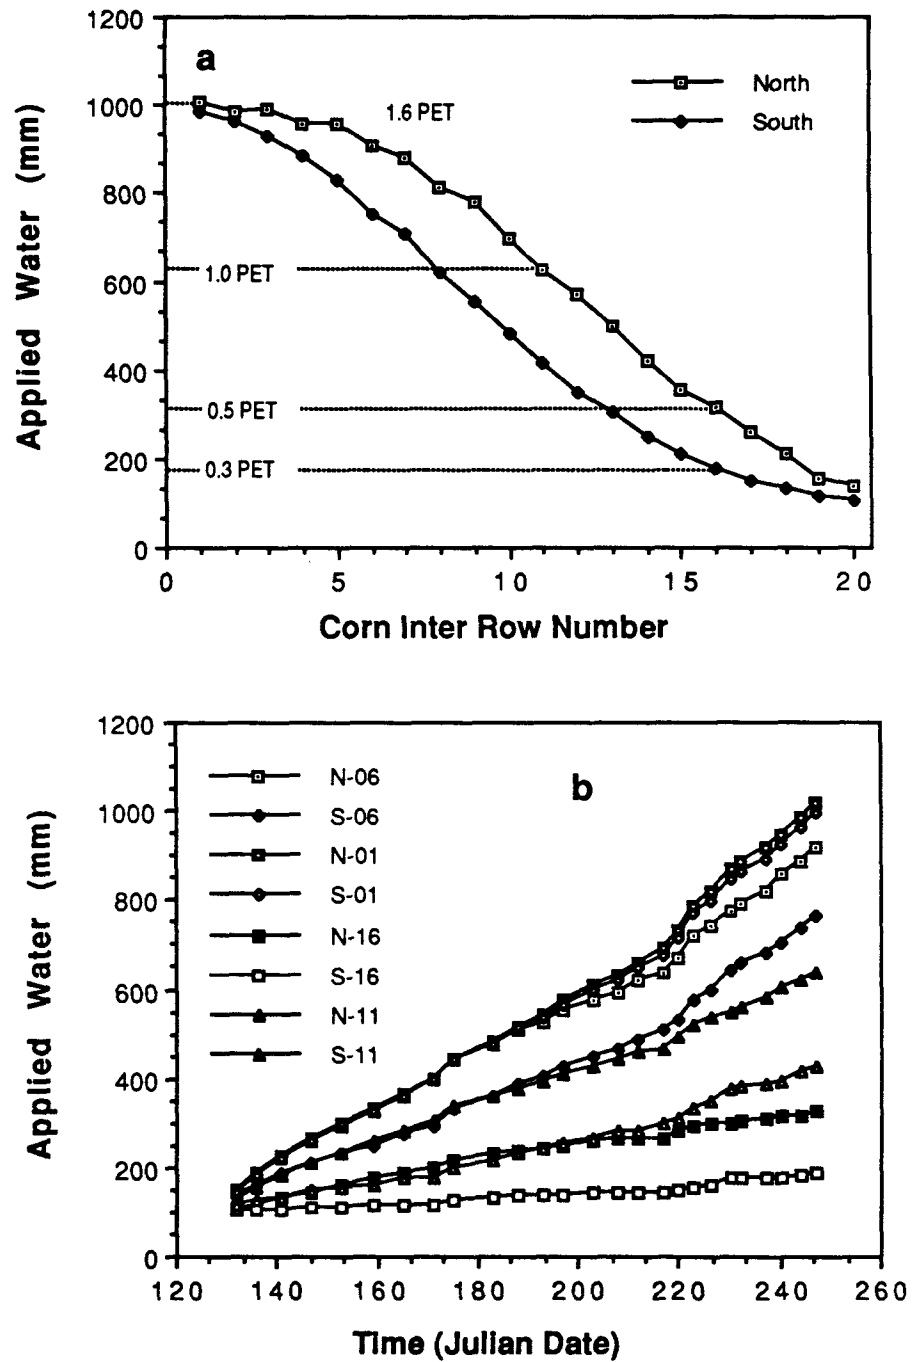 1200
a
North
1000
1.6 PET
South
800
1.0 PET
600
400
0.5 PET
200
0.3 PET
0
0 5 10 15 20
Applied Water (mm)
Corn Inter Row Number
1200
N-06
b
S-06
1000
N-01
S-01
800
N-16
S-16
600
N-11
S-11
400
200
0
120 140 160 180 200 220 240 260
Applied Water (mm)
Time (Julian Date)